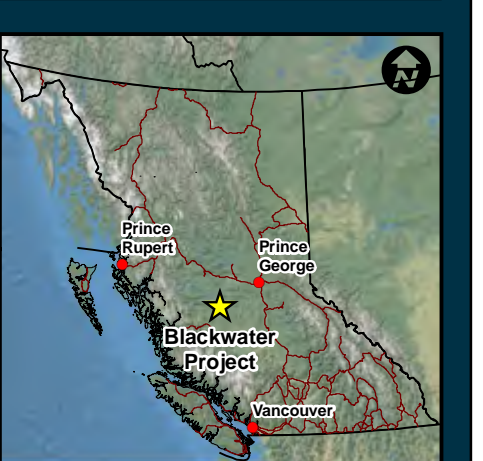 N
Prince
Rupert
Prince
George
Blackwater
Project
Vancouver